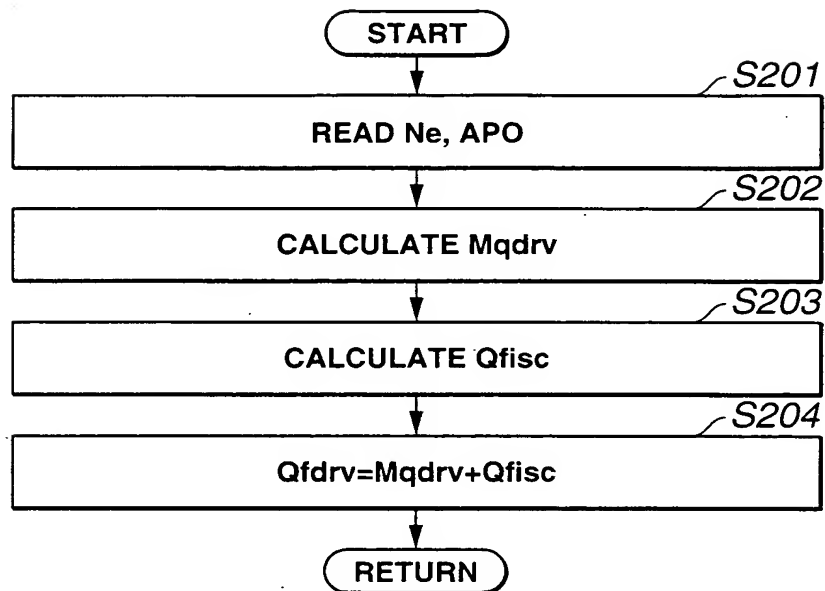 START
S201
READ Ne, APO
S202
CALCULATE Mqdrv
S203
CALCULATE Qfisc
S204
Qfdrv=Mqdrv+Qfisc
RETURN